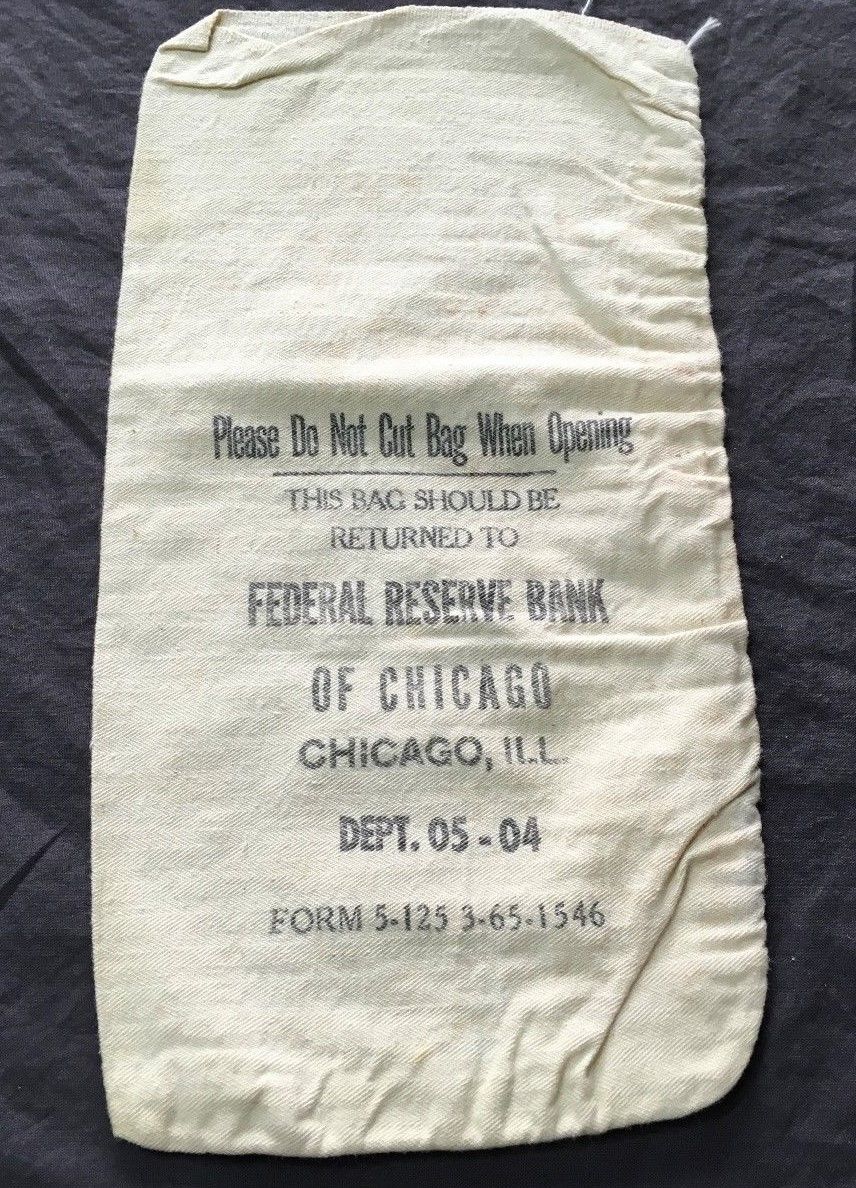 Please Do Not Cut Bag When Opening
THIS BAG SHOULD BE
RETURNED TO
FEDERAL RESERVE BANK
OF CHICAGO
CHICAGO, ILL.
DEPT. 05-04
FORM 5-125 3-65-1546